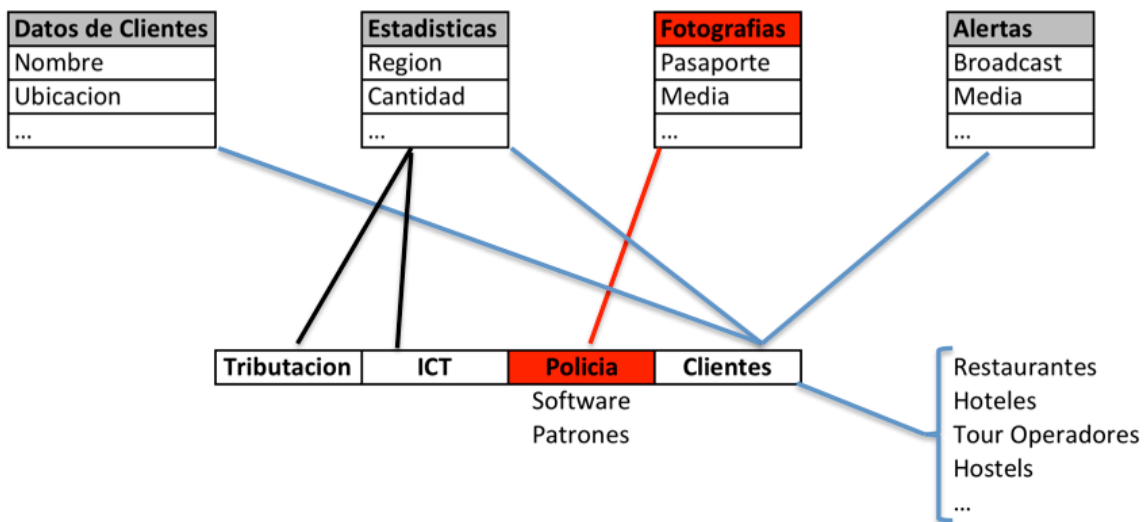 Datos de Clientes
Nombre
Ubicacion
...
Estadisticas
Region
Cantidad
...
Fotografias
Pasaporte
Media
...
Alertas
Broadcast
Media
...
Tributacion
ICT
Policia
Software
Patrones
Clientes
Restaurantes
Hoteles
Tour Operadores
Hostels
...